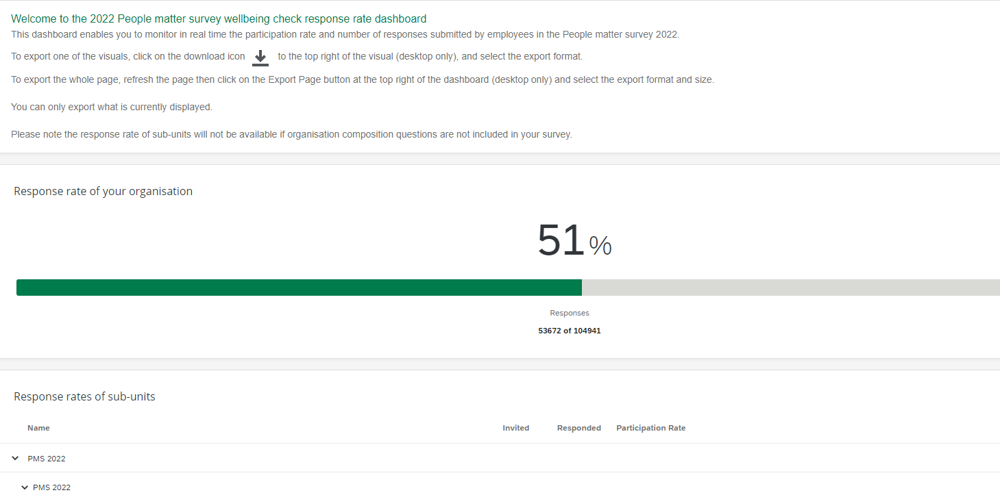 Welcome to the 2022 People matter survey wellbeing check response rate dashboard
This dashboard enables you to monitor in real time the participation rate and number of responses submitted by employees in the People matter survey 2022.
To export one of the visuals, click on the download icon to the top right of the visual (desktop only), and select the export format.
To export the whole page, refresh the page then click on the Export Page button at the top right of the dashboard (desktop only) and select the export format and size.
You can only export what is currently displayed.
Please note the response rate of sub-units will not be available if organisation composition questions are not included in your survey.
Response rate of your organisation
51%
Responses
53672 of 104941
Response rates of sub-units
Name Invited Responded Participation Rate
PMS 2022
PMS 2022